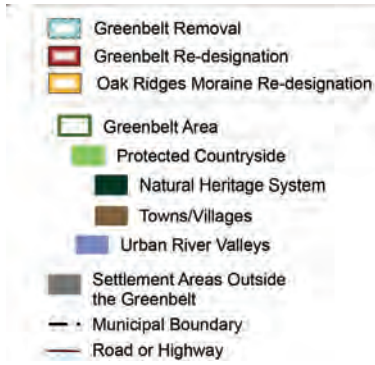 Greenbelt Removal
Greenbelt Re-designation
Oak Ridges Moraine Re-designation
Greenbelt Area
Protected Countryside
Natural Heritage System
Towns/Villages
Urban River Valleys
Settlement Areas Outside
the Greenbelt
Municipal Boundary
Road or Highway